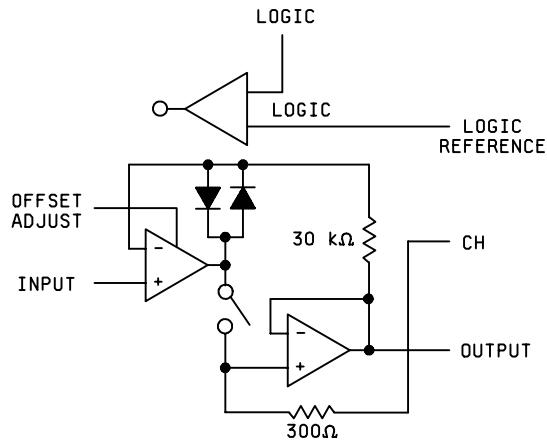 LOGIC
LOGIC
LOGIC
REFERENCE
OFFSET
ADJUST
30 kΩ
CH
INPUT
OUTPUT
300Ω